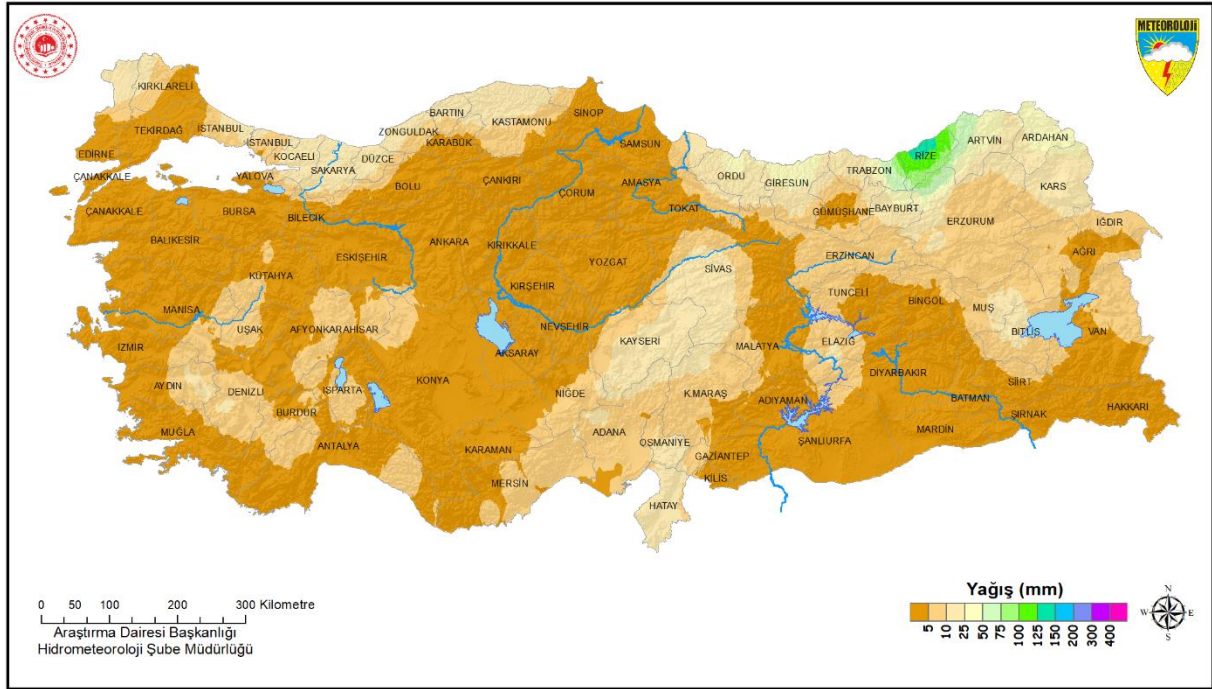 METEOROLOJİ
KIRKLARELİ
TEKİRDAĞ
EDİRNE
İSTANBUL
İSTANBUL
KOCAELİ
YALOVA
SAKARYA
DÜZCE
ZONGULDAK
BARTIN
KARABÜK
KASTAMONU
SİNOP
SAMSUN
ÇANAKKALE
ÇANAKKALE
BURSA
BİLECİK
BOLU
ÇANKIRI
ÇORUM
AMASYA
TOKAT
ORDU
GİRESUN
TRABZON
RİZE
ARTVİN
ARDAHAN
KARS
GÜMÜŞHANE
BAYBURT
ERZURUM
IĞDIR
AĞRI
BALIKESİR
KÜTAHYA
ESKİŞEHİR
ANKARA
KIRIKKALE
YOZGAT
KIRŞEHİR
SİVAS
ERZİNCAN
TUNCELİ
BİNGÖL
MUŞ
BİTLİS
VAN
MANİSA
UŞAK
AFYONKARAHİSAR
NEVŞEHİR
AKSARAY
KAYSERİ
MALATYA
ELAZIĞ
DİYARBAKIR
SİİRT
BATMAN
ŞIRNAK
HAKKARİ
İZMİR
AYDIN
DENİZLİ
BURDUR
ISPARTA
KONYA
NİĞDE
K.MARAŞ
ADIYAMAN
MARDİN
MUĞLA
ANTALYA
KARAMAN
MERSİN
ADANA
OSMANİYE
GAZİANTEP
ŞANLIURFA
KİLİS
HATAY
0 50 100 200 300 Kilometre
Araştırma Dairesi Başkanlığı
Hidrometeoroloji Şube Müdürlüğü
Yağış (mm)
5 10 25 50 75 100 125 150 200 300 400
N
W E
S